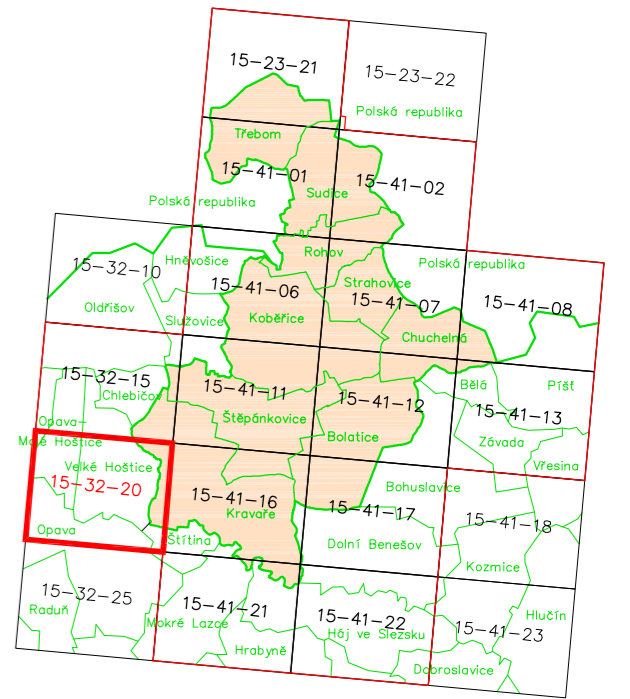 15-23-21
15-23-22
Polská republika
Třebom
15-41-01
15-41-02
Sudice
Polská republika
Rohov
Hněvošice
Polská republika
15-32-10
15-41-06
Strahovice
15-41-07
15-41-08
Oldřišov
Služovice
Kobeřice
Chuchelná
15-32-15
15-41-11
Bělá
Píšť
Chlebičov
15-41-12
15-41-13
Štěpánkovice
Opava-
Malé Hoštice
Bolatice
Závada
Velké Hoštice
Vřesina
15-32-20
15-41-16
Bohuslavice
Kravaře
15-41-17
15-41-18
Opava
Štítina
Dolní Benešov
Kozmice
15-32-25
15-41-21
Raduň
Mokré Lazce
15-41-22
Háj ve Slezsku
15-41-23
Hlučín
Hrabyně
Dobroslavice